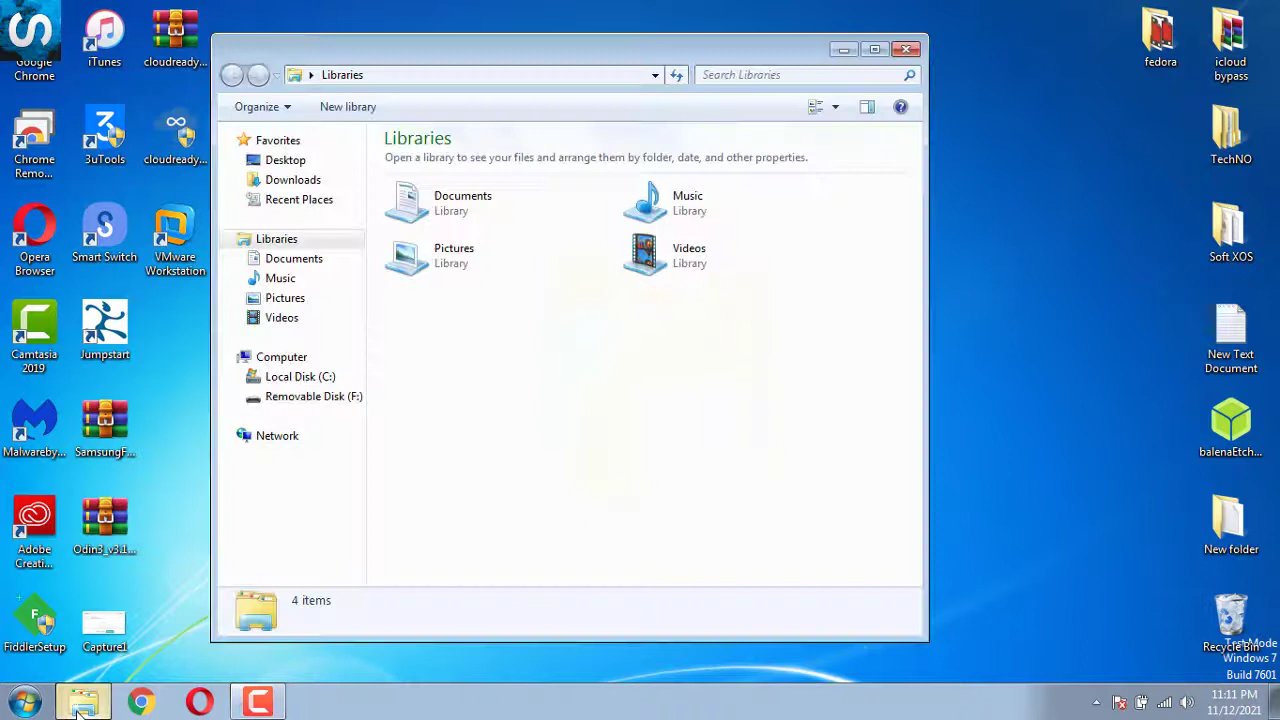 Google
Chrome
iTunes
cloudready...
Chrome
Remo...
3uTools
cloudready...
Opera
Browser
Smart Switch
VMware
Workstation
Camtasia
2019
Jumpstart
Malwareby...
SamsungF...
Adobe
Creati...
Odin3_v3.1...
FiddlerSetup
Capture1
Libraries
Search Libraries
Organize
New library
Favorites
Desktop
Downloads
Recent Places
Libraries
Documents
Music
Pictures
Videos
Computer
Local Disk (C:)
Removable Disk (F:)
Network
Libraries
Open a library to see your files and arrange them by folder, date, and other properties.
Documents
Library
Music
Library
Pictures
Library
Videos
Library
4 items
fedora
icloud
bypass
TechNO
Soft XOS
New Text
Document
balenaEtch...
New folder
Recycle Bin
Test Mode
Windows 7
Build 7601
11:11 PM
11/12/2021